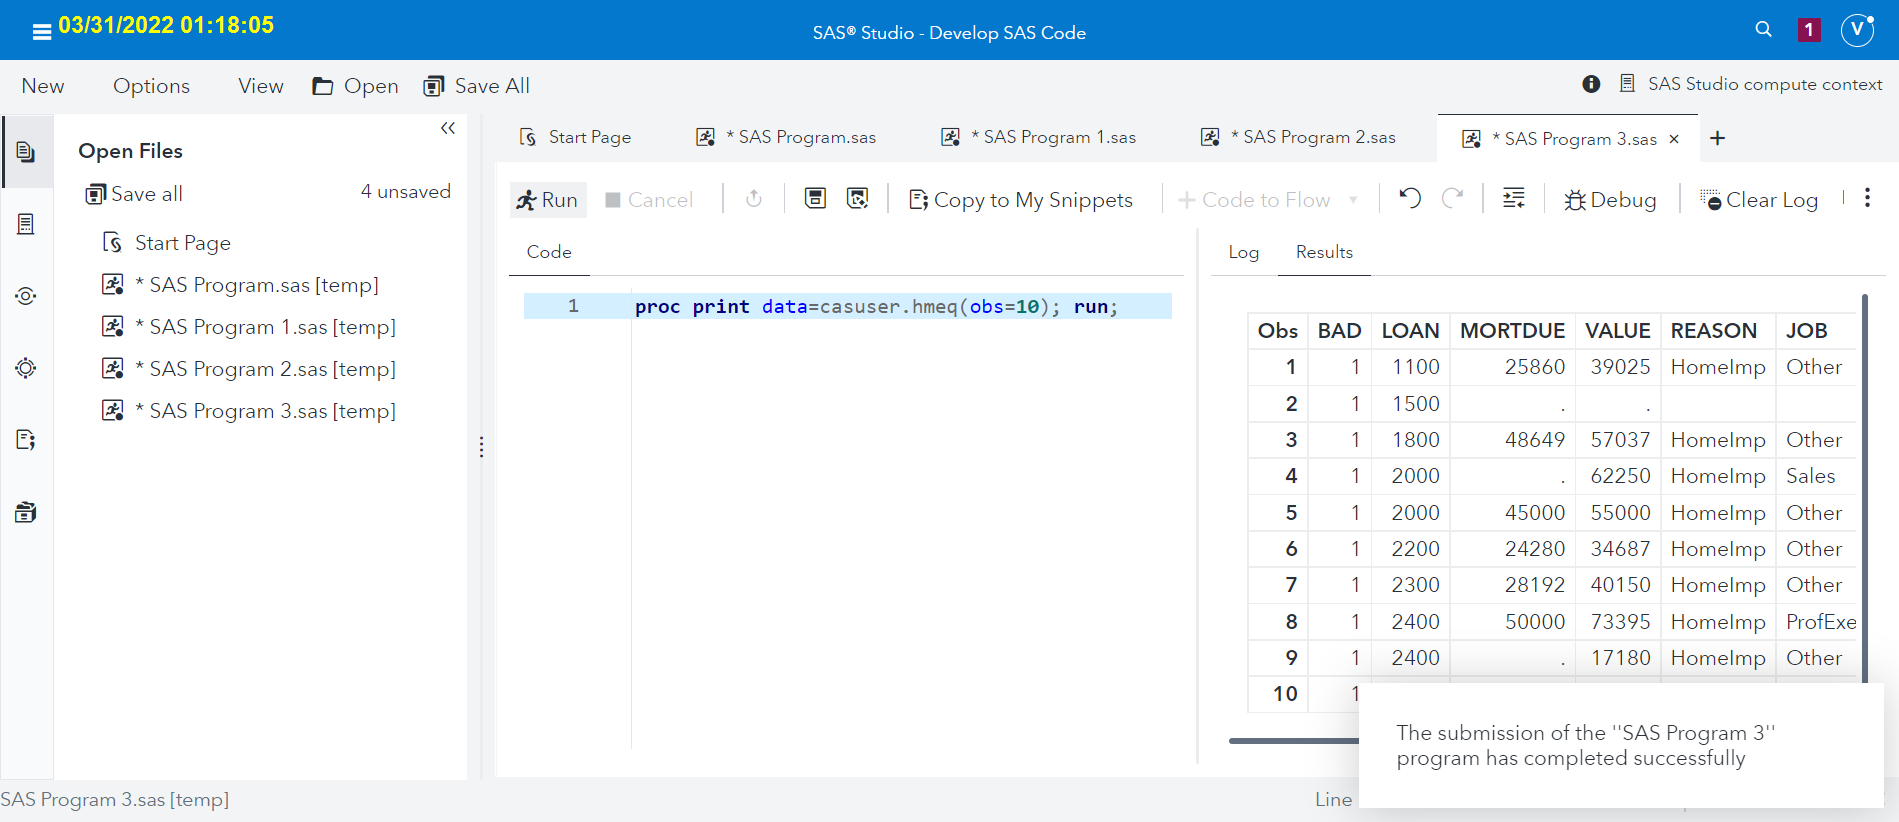 03/31/2022 01:18:05
SAS® Studio - Develop SAS Code
1
V
New Options View Open Save All
SAS Studio compute context
Open Files
Save all 4 unsaved
Start Page
* SAS Program.sas [temp]
* SAS Program 1.sas [temp]
* SAS Program 2.sas [temp]
* SAS Program 3.sas [temp]
Start Page * SAS Program.sas * SAS Program 1.sas * SAS Program 2.sas * SAS Program 3.sas × +
Run Cancel Copy to My Snippets Code to Flow Debug Clear Log
Code
1 proc print data=casuser.hmeq(obs=10); run;
Log Results
Obs BAD LOAN MORTDUE VALUE REASON JOB
1 1 1100 25860 39025 HomeImp Other
2 1 1500 . .
3 1 1800 48649 57037 HomeImp Other
4 1 2000 . 62250 HomeImp Sales
5 1 2000 45000 55000 HomeImp Other
6 1 2200 24280 34687 HomeImp Other
7 1 2300 28192 40150 HomeImp Other
8 1 2400 50000 73395 HomeImp ProfExe
9 1 2400 . 17180 HomeImp Other
10 1
The submission of the "SAS Program 3"
program has completed successfully
SAS Program 3.sas [temp]
Line